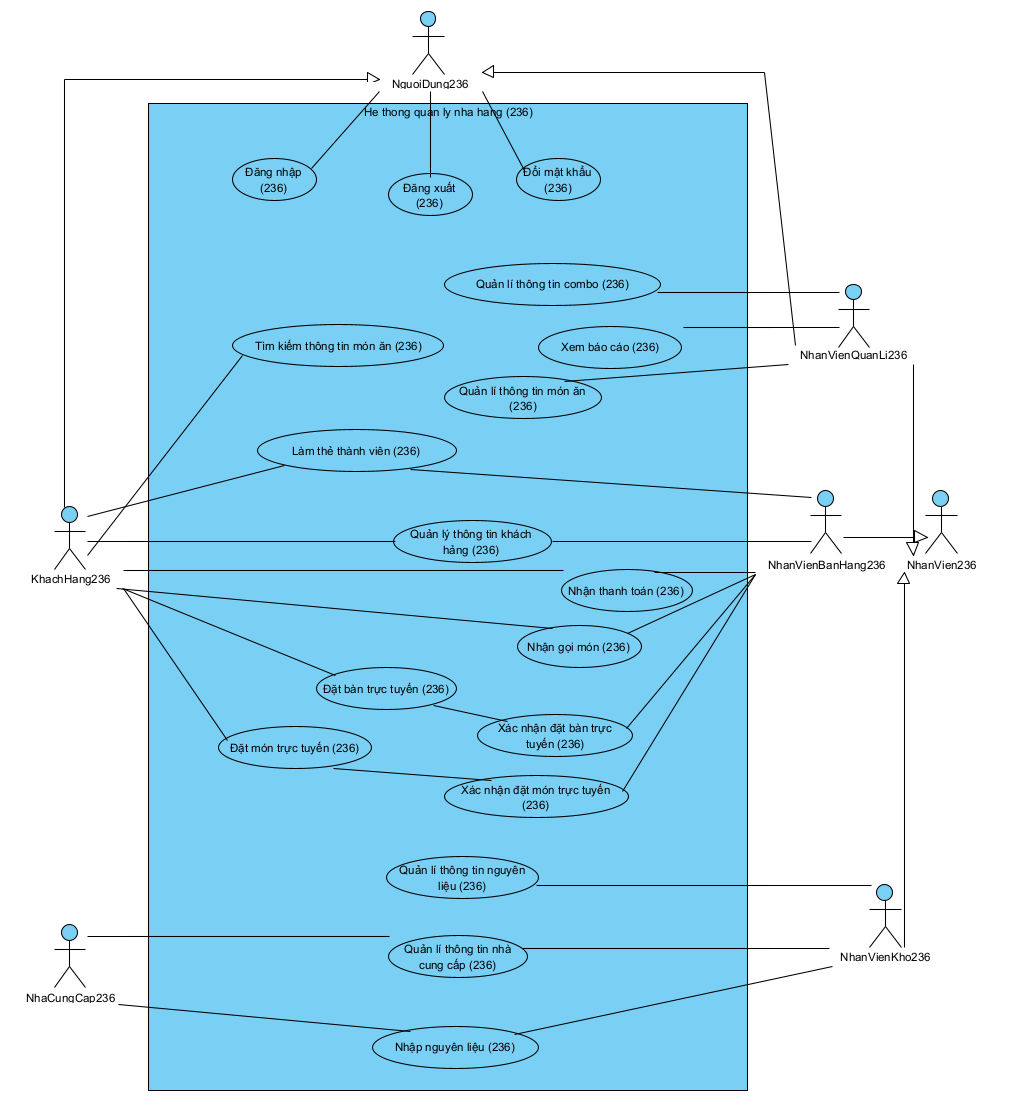 NguoiDung236
He thong quan ly nha hang (236)
Đăng nhập
(236)
Đăng xuất
(236)
Đổi mật khẩu
(236)
Quản lí thông tin combo (236)
Tìm kiếm thông tin món ăn (236)
Xem báo cáo (236)
NhanVienQuanLi236
Quản lí thông tin món ăn
(236)
Làm thẻ thành viên (236)
Quản lý thông tin khách
hảng (236)
KhachHang236
NhanVienBanHang236
NhanVien236
Nhận thanh toán (236)
Nhận gọi món (236)
Đặt bàn trực tuyến (236)
Xác nhận đặt bàn trực
tuyến (236)
Đặt món trực tuyến (236)
Xác nhận đặt món trực tuyến
(236)
Quản lí thông tin nguyên
liệu (236)
Quản lí thông tin nhà
cung cấp (236)
NhanVienKho236
NhaCungCap236
Nhập nguyên liệu (236)